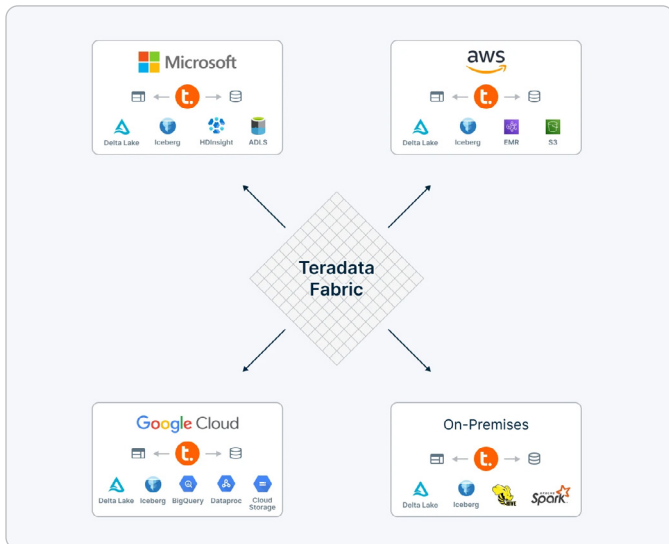 Microsoft
t.
Delta Lake Iceberg HDInsight ADLS
aws
t.
Delta Lake Iceberg EMR S3
Teradata
Fabric
Google Cloud
t.
Delta Lake Iceberg BigQuery Dataproc Cloud
Storage
On-Premises
t.
Delta Lake Iceberg HIVE APACHE Spark